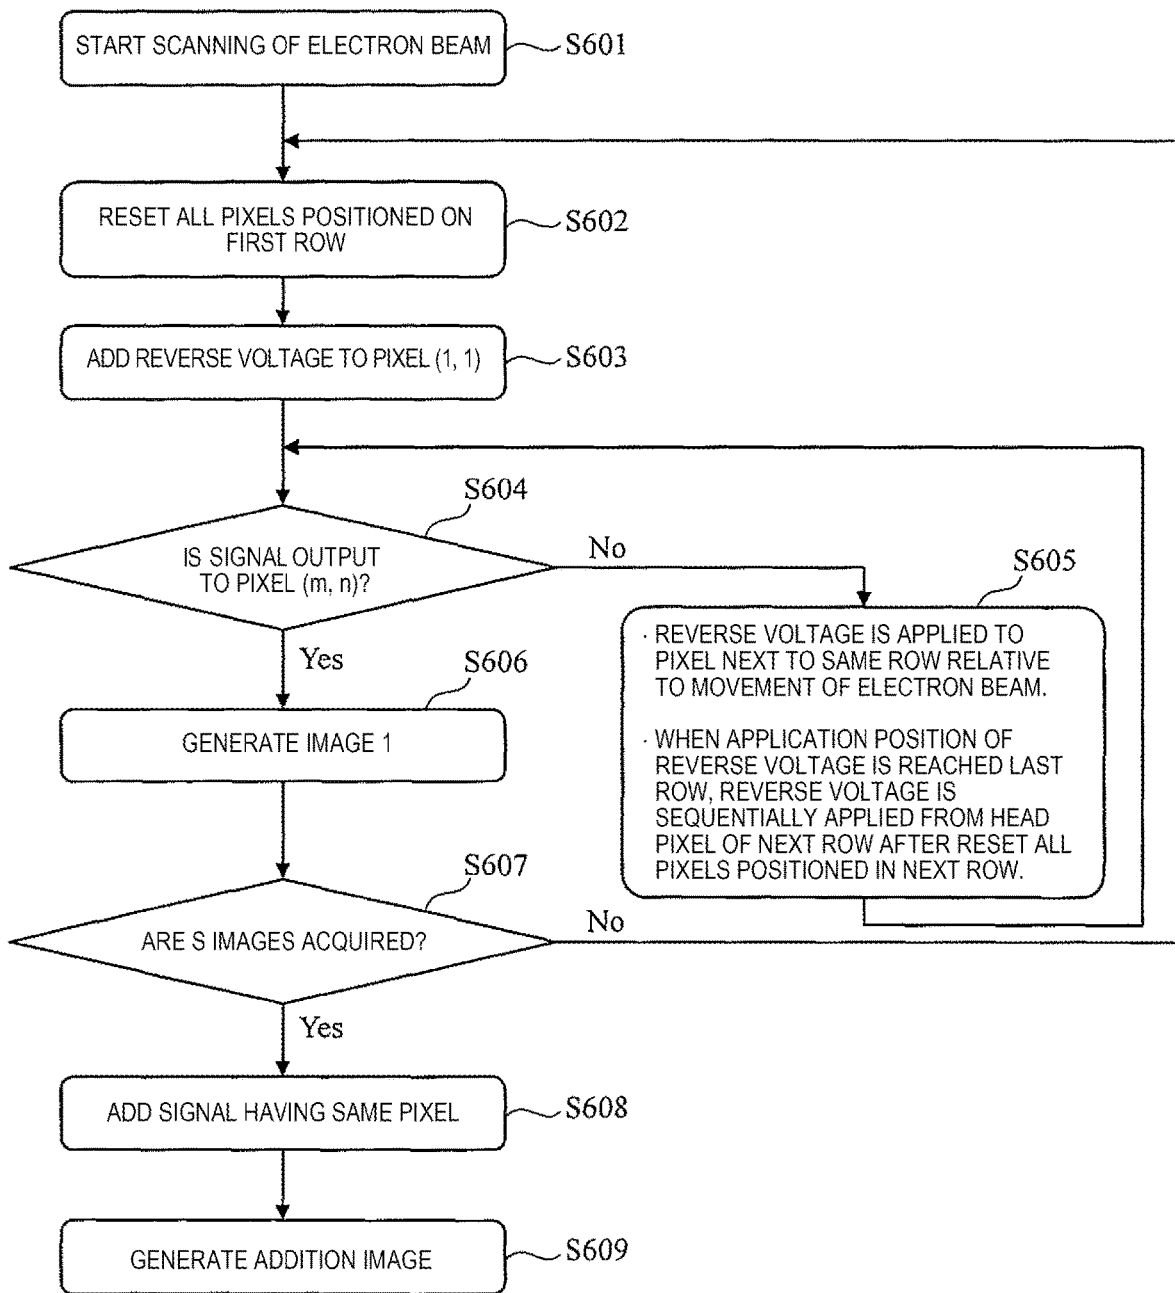 START SCANNING OF ELECTRON BEAM
S601
RESET ALL PIXELS POSITIONED ON
FIRST ROW
S602
ADD REVERSE VOLTAGE TO PIXEL (1, 1)
S603
S604
IS SIGNAL OUTPUT
TO PIXEL (m, n)?
No
S605
· REVERSE VOLTAGE IS APPLIED TO
PIXEL NEXT TO SAME ROW RELATIVE
TO MOVEMENT OF ELECTRON BEAM.
· WHEN APPLICATION POSITION OF
REVERSE VOLTAGE IS REACHED LAST
ROW, REVERSE VOLTAGE IS
SEQUENTIALLY APPLIED FROM HEAD
PIXEL OF NEXT ROW AFTER RESET ALL
PIXELS POSITIONED IN NEXT ROW.
Yes
S606
GENERATE IMAGE 1
S607
ARE S IMAGES ACQUIRED?
No
Yes
ADD SIGNAL HAVING SAME PIXEL
S608
GENERATE ADDITION IMAGE
S609